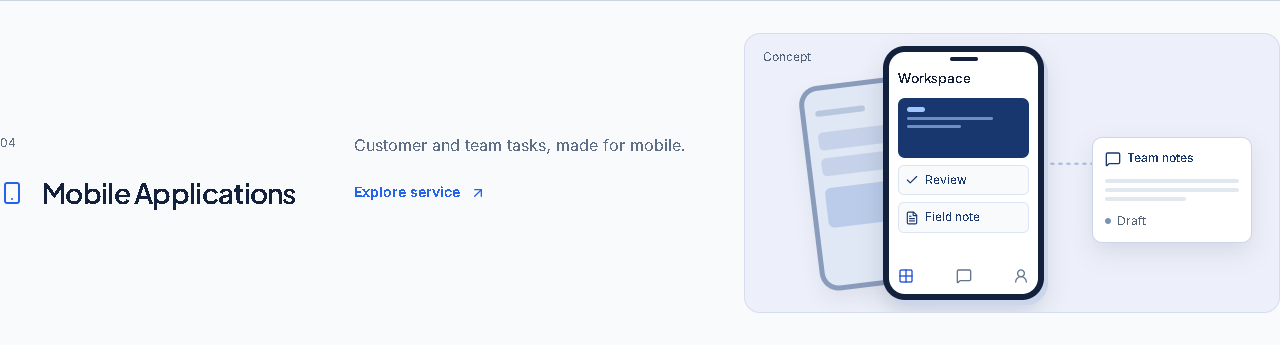 04
Mobile Applications
Customer and team tasks, made for mobile.
Explore service
Concept
Workspace
Review
Field note
Team notes
Draft